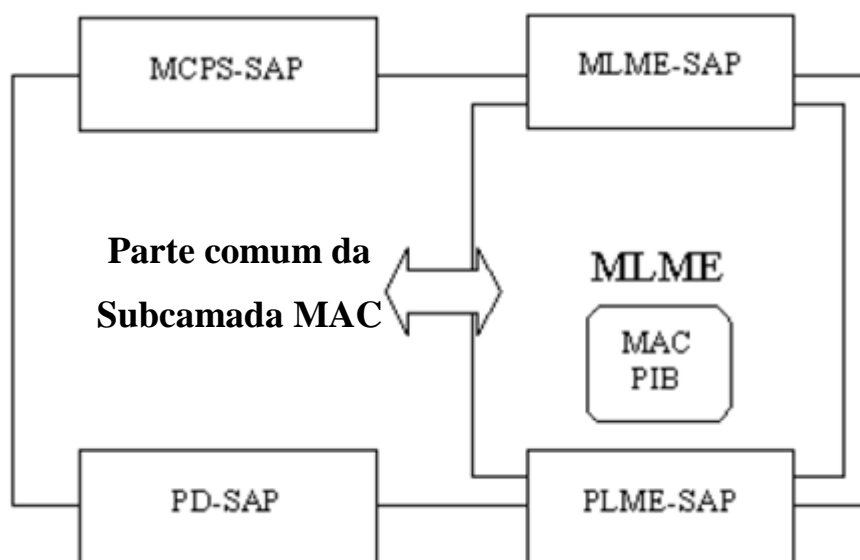 MCPS-SAP
MLME-SAP
Parte comum da
Subcamada MAC
MLME
MAC
PIB
PD-SAP
PLME-SAP